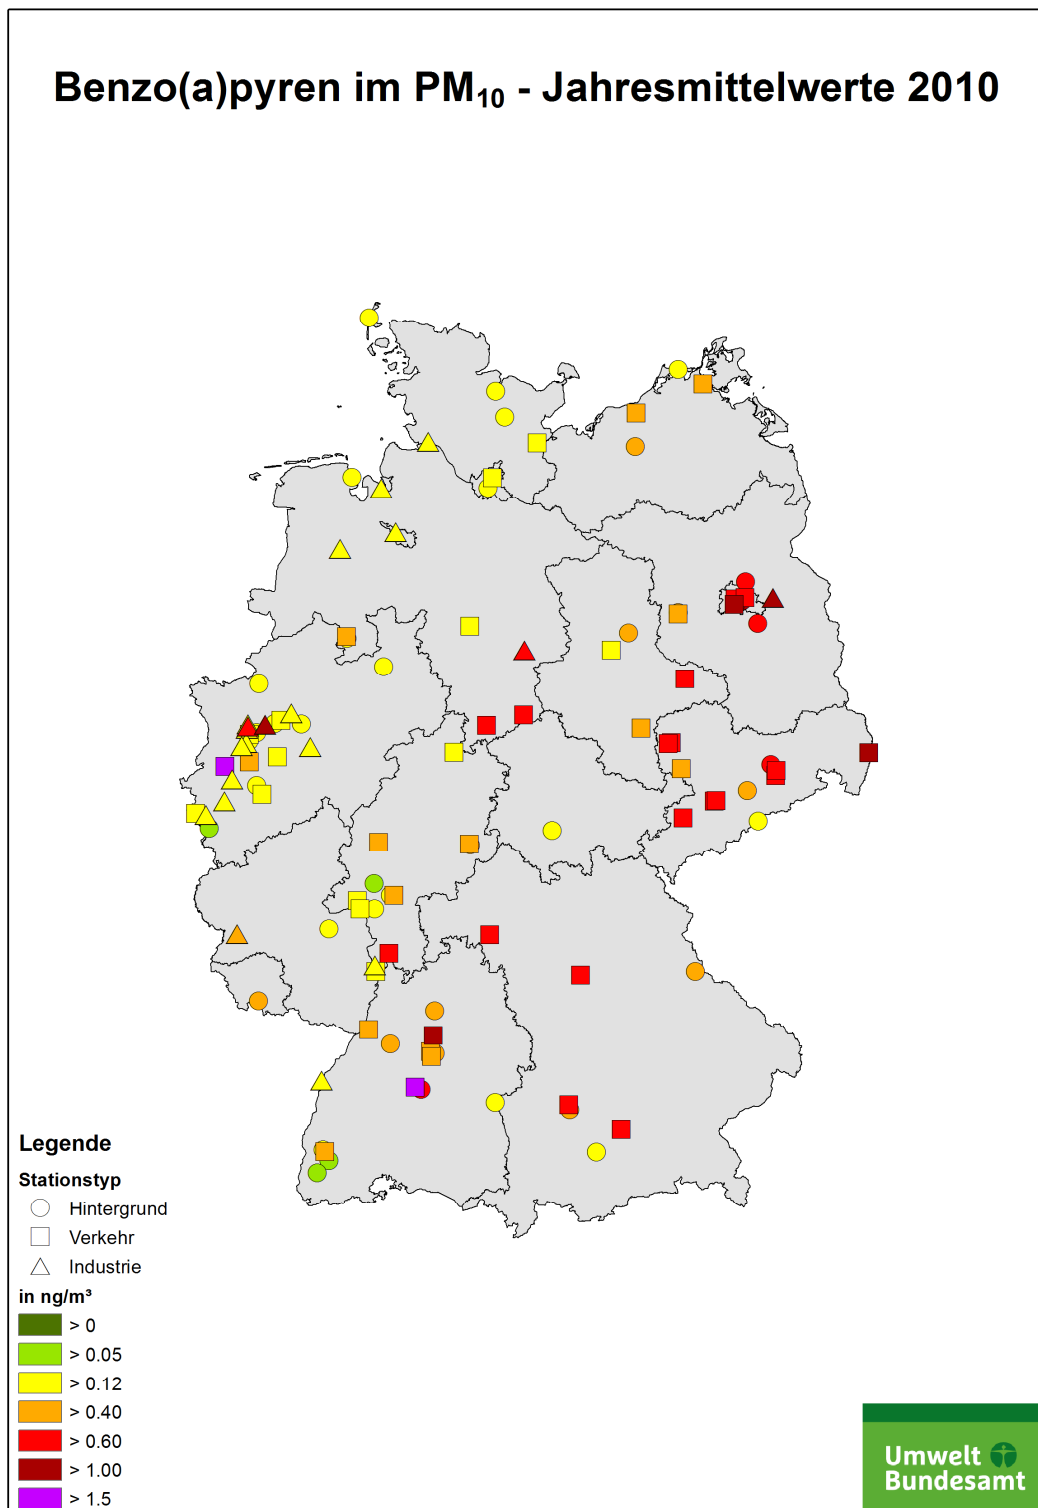 Benzo(a)pyren im PM₁₀ - Jahresmittelwerte 2010
Legende
Stationstyp
Hintergrund
Verkehr
Industrie
in ng/m³
> 0
> 0.05
> 0.12
> 0.40
> 0.60
> 1.00
> 1.5
Umwelt
Bundesamt